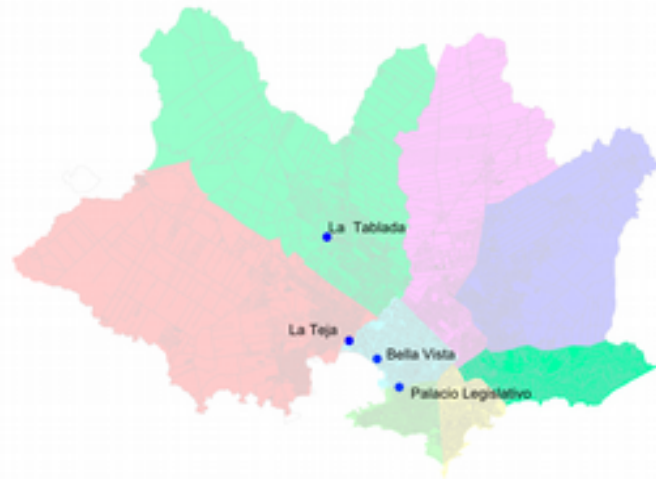 La Tablada
La Teja
Bella Vista
Palacio Legislativo